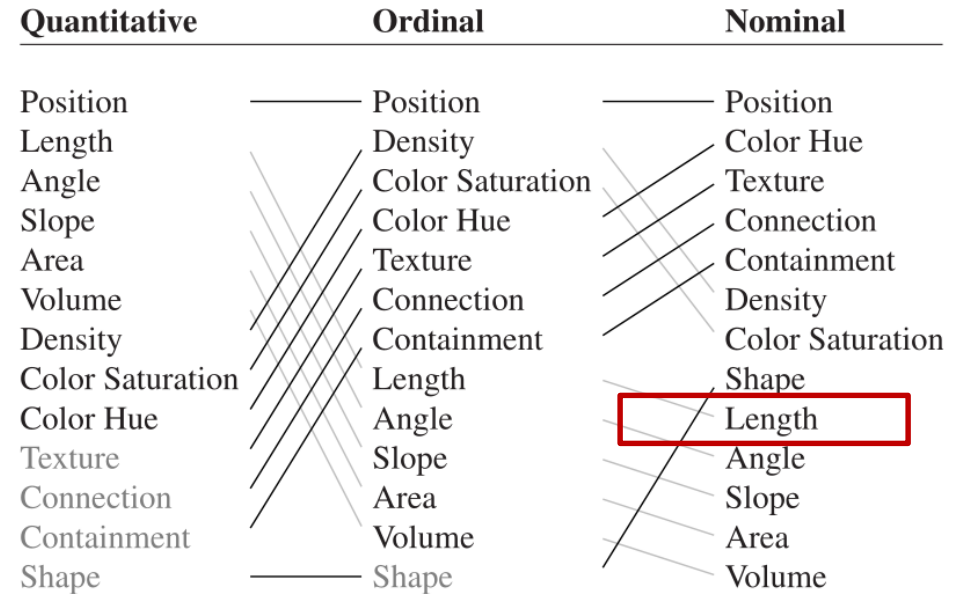 Quantitative Ordinal Nominal
Position Position Position
Length Density Color Hue
Angle Color Saturation Texture
Slope Color Hue Connection
Area Texture Containment
Volume Connection Density
Density Containment Color Saturation
Color Saturation Length Shape
Color Hue Angle Length
Texture Slope Angle
Connection Area Slope
Containment Volume Area
Shape Shape Volume